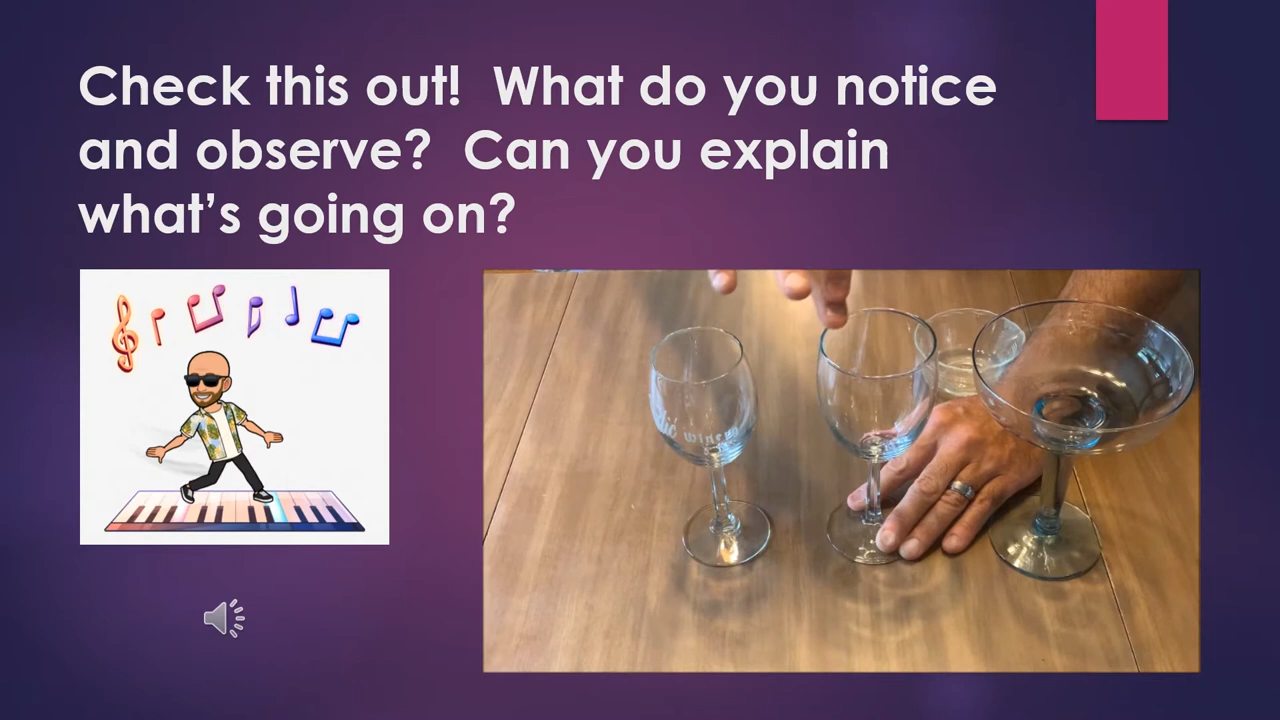 Check this out!  What do you notice
and observe?  Can you explain
what’s going on?